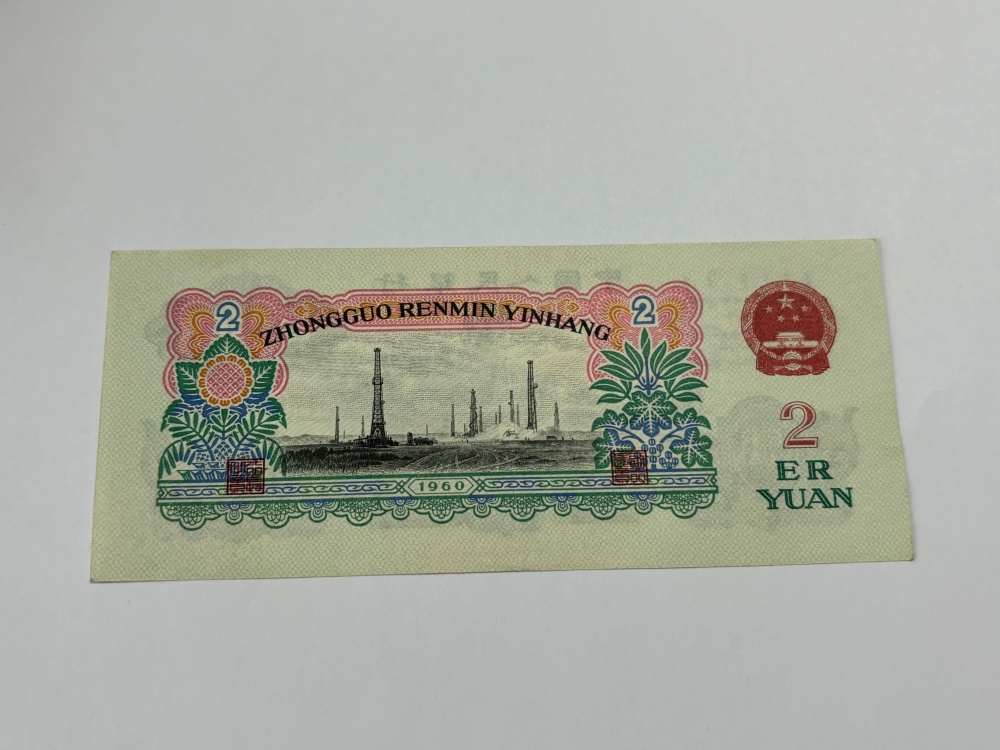 2
ZHONGGUO RENMIN YINHANG
2
1960
2
ER
YUAN